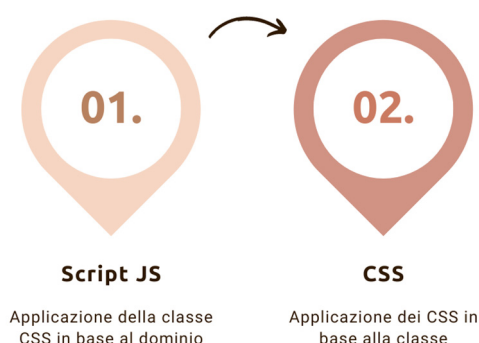 01.
02.
Script JS
CSS
Applicazione della classe
CSS in base al dominio
Applicazione dei CSS in
base alla classe